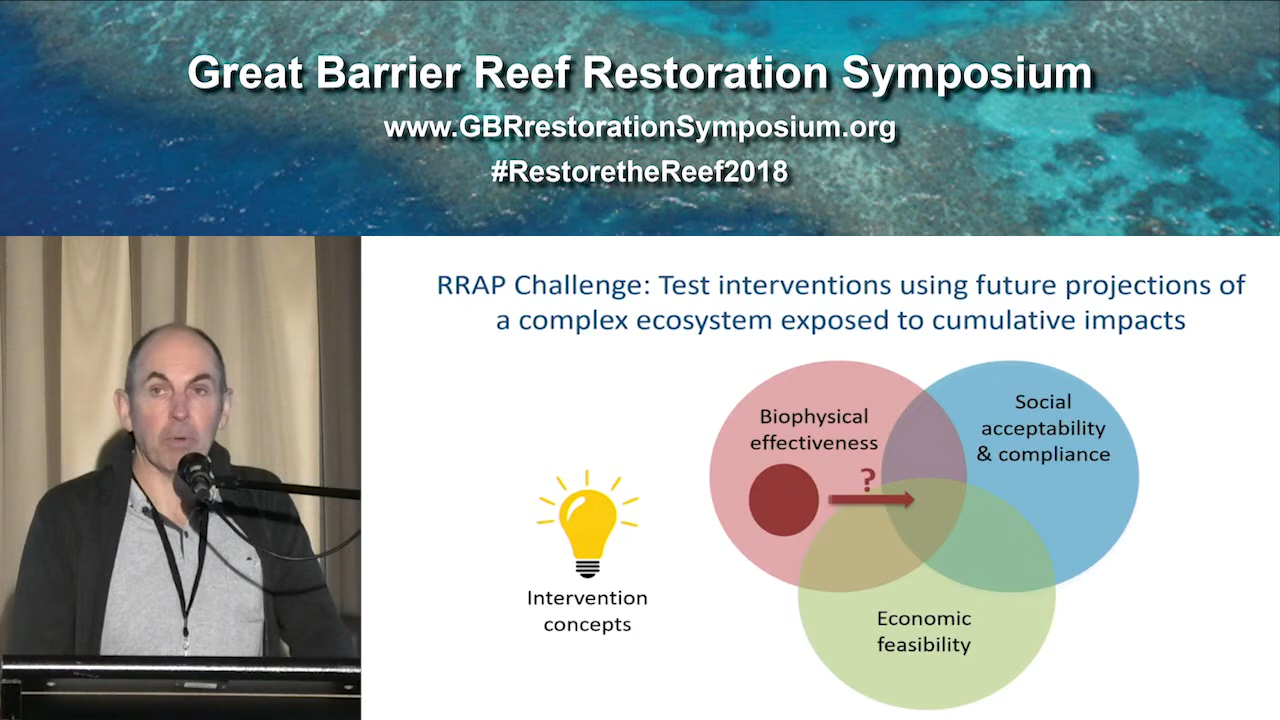 Great Barrier Reef Restoration Symposium
www.GBRrestorationSymposium.org
#RestoretheReef2018
RRAP Challenge: Test interventions using future projections of
a complex ecosystem exposed to cumulative impacts
Biophysical
effectiveness
?
Social
acceptability
& compliance
Intervention
concepts
Economic
feasibility